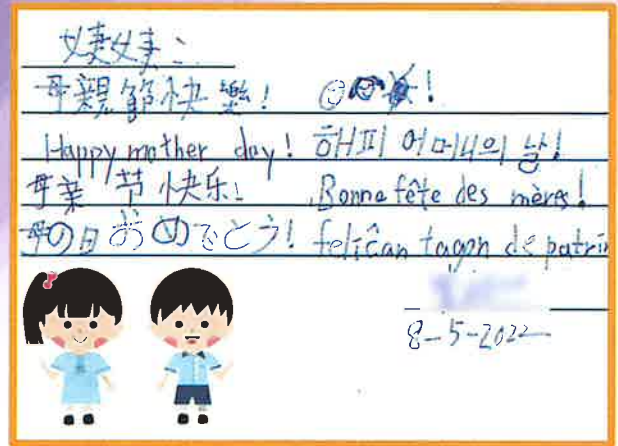 母親節快樂！ !
Happy mother day! 해피 어머니의 날!
母亲节快乐! Bonne fête des mères!
母の日おめでとう! feliĉan tagon de patrin
8-5-2022